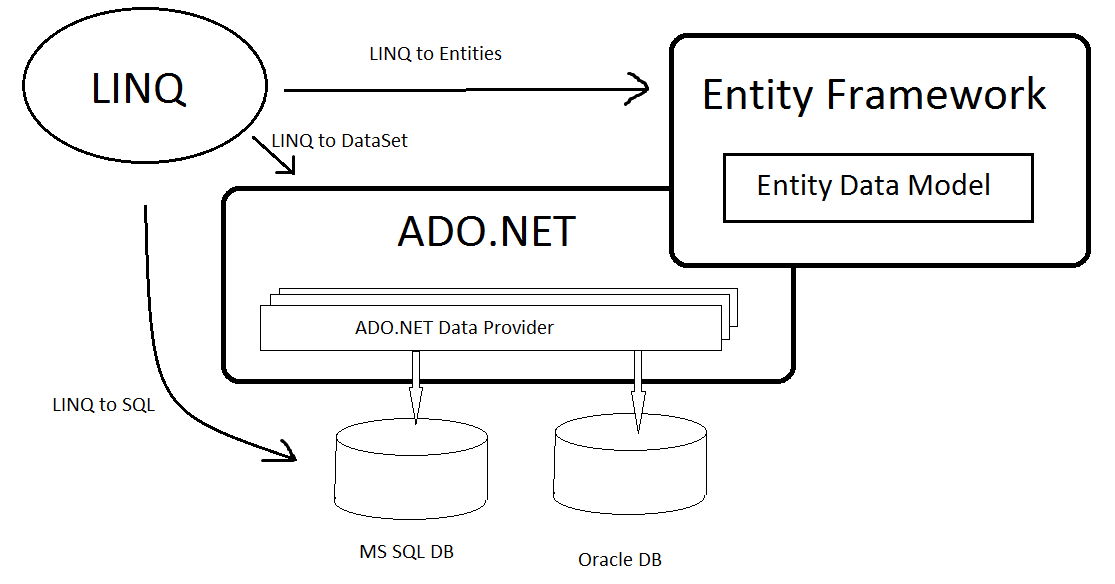 LINQ to Entities
LINQ
Entity Framework
LINQ to DataSet
Entity Data Model
ADO.NET
ADO.NET Data Provider
LINQ to SQL
MS SQL DB
Oracle DB